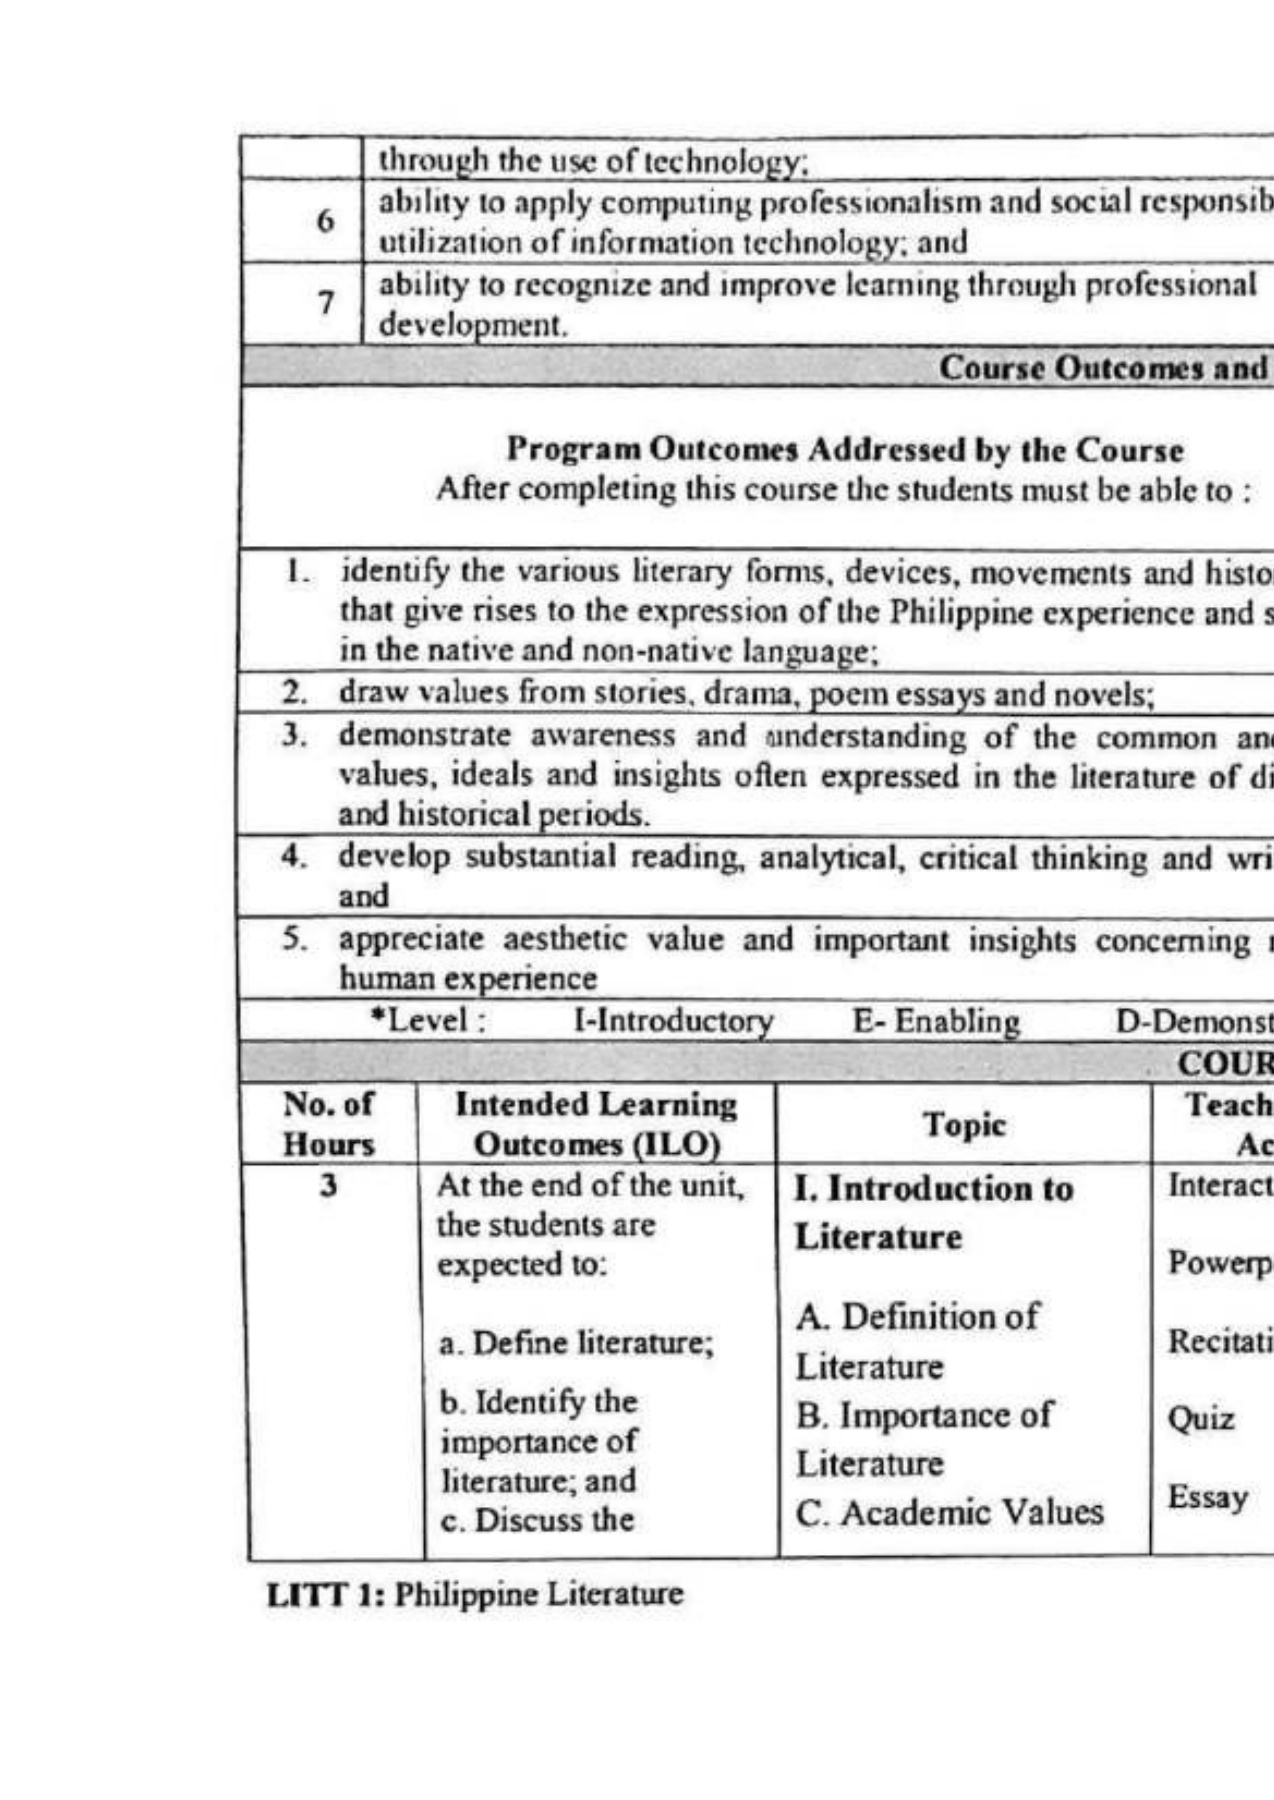 through the use of technology;
6 ability to apply computing professionalism and social responsib
utilization of information technology; and
7 ability to recognize and improve learning through professional
development.
Course Outcomes and
Program Outcomes Addressed by the Course
After completing this course the students must be able to :
1. identify the various literary forms, devices, movements and histo
that give rises to the expression of the Philippine experience and s
in the native and non-native language;
2. draw values from stories, drama, poem essays and novels;
3. demonstrate awareness and understanding of the common and
values, ideals and insights often expressed in the literature of di
and historical periods.
4. develop substantial reading, analytical, critical thinking and wri
and
5. appreciate aesthetic value and important insights concerning
human experience
*Level : I-Introductory E- Enabling D-Demonst
COUR
No. of
Hours
Intended Learning
Outcomes (ILO)
Topic
Teach
Ac
3
At the end of the unit,
the students are
expected to:
a. Define literature;
b. Identify the
importance of
literature; and
c. Discuss the
I. Introduction to
Literature
A. Definition of
Literature
B. Importance of
Literature
C. Academic Values
Interact
Powerp
Recitati
Quiz
Essay
LITT 1: Philippine Literature